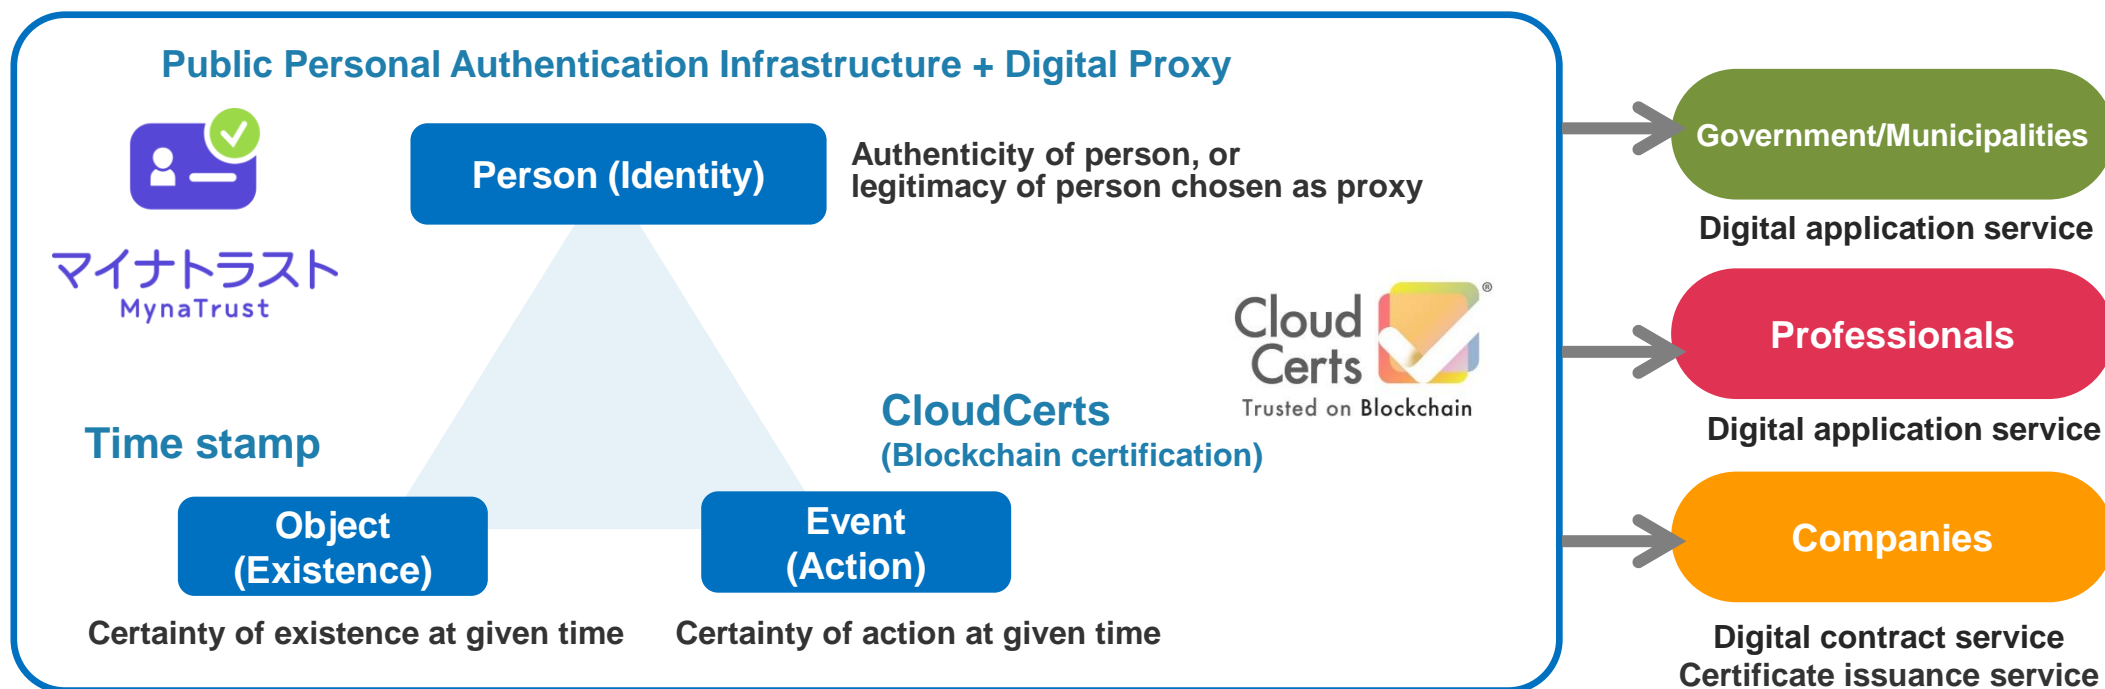 Public Personal Authentication Infrastructure + Digital Proxy
Person (Identity)
Authenticity of person, or
legitimacy of person chosen as proxy
マイナトラスト
MynaTrust
Cloud
Certs
®
Trusted on Blockchain
CloudCerts
(Blockchain certification)
Time stamp
Object
(Existence)
Certainty of existence at given time
Event
(Action)
Certainty of action at given time
Government/Municipalities
Digital application service
Professionals
Digital application service
Companies
Digital contract service
Certificate issuance service